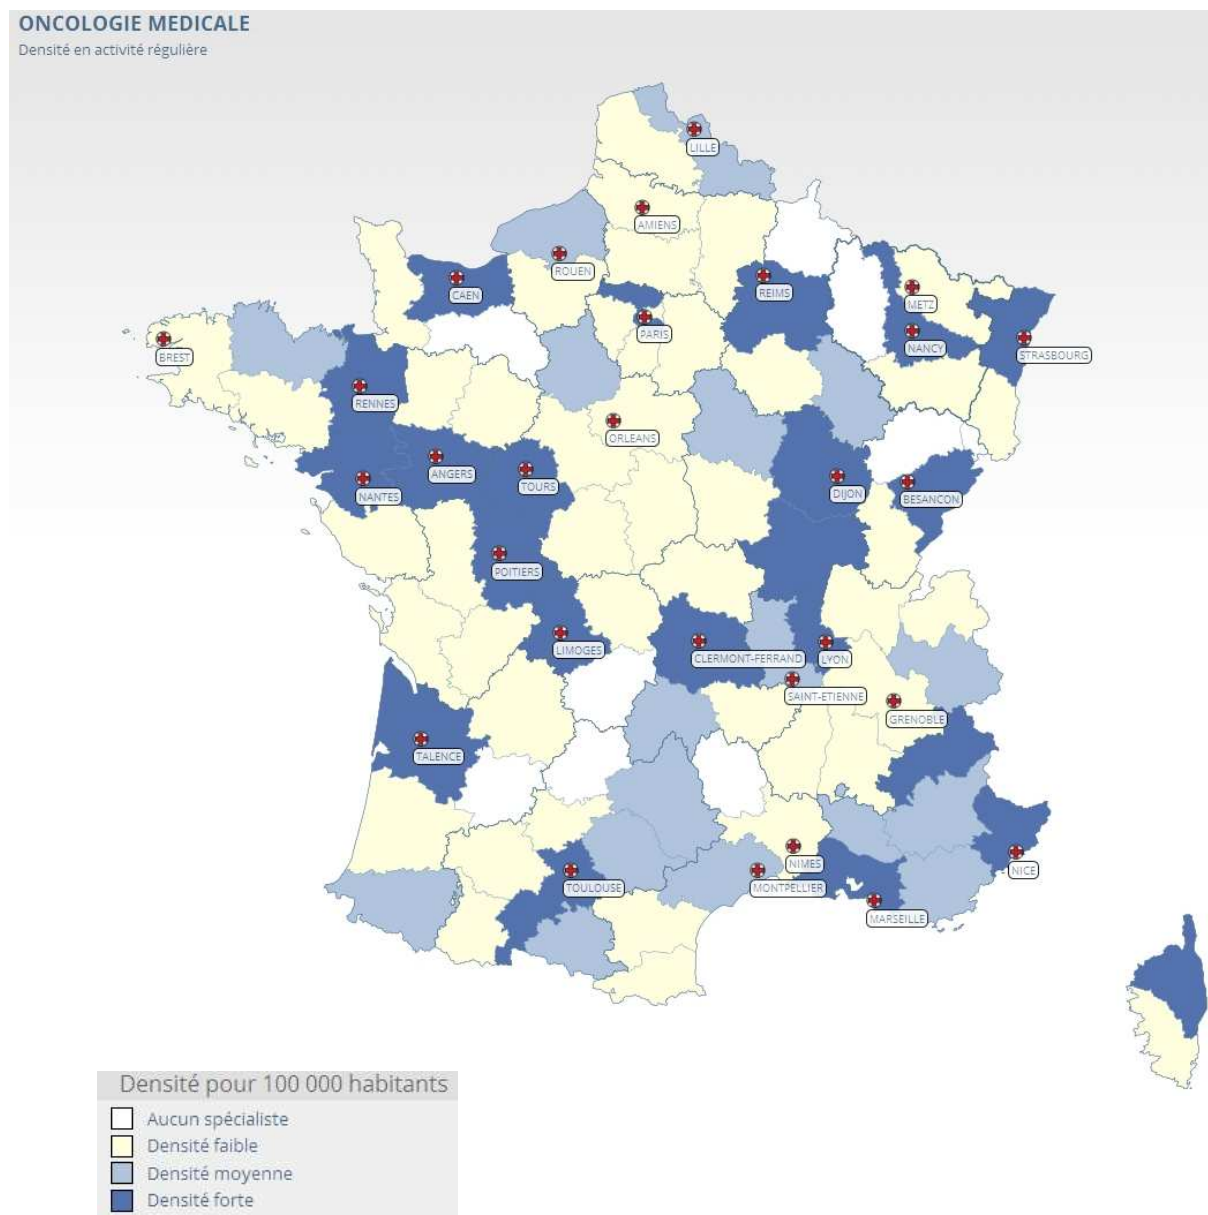 ONCOLOGIE MEDICALE
Densité en activité régulière
LILLE
AMIENS
ROUEN
CAEN
REIMS
METZ
PARIS
NANCY
STRASBOURG
BREST
RENNES
ORLEANS
ANGERS
TOURS
NANTES
DIJON
BESANCON
POITIERS
LIMOGES
CLERMONT-FERRAND
LYON
SAINT-ETIENNE
GRENOBLE
TALENCE
NIMES
NICE
TOULOUSE
MONTPELLIER
MARSEILLE
Densité pour 100 000 habitants
Aucun spécialiste
Densité faible
Densité moyenne
Densité forte